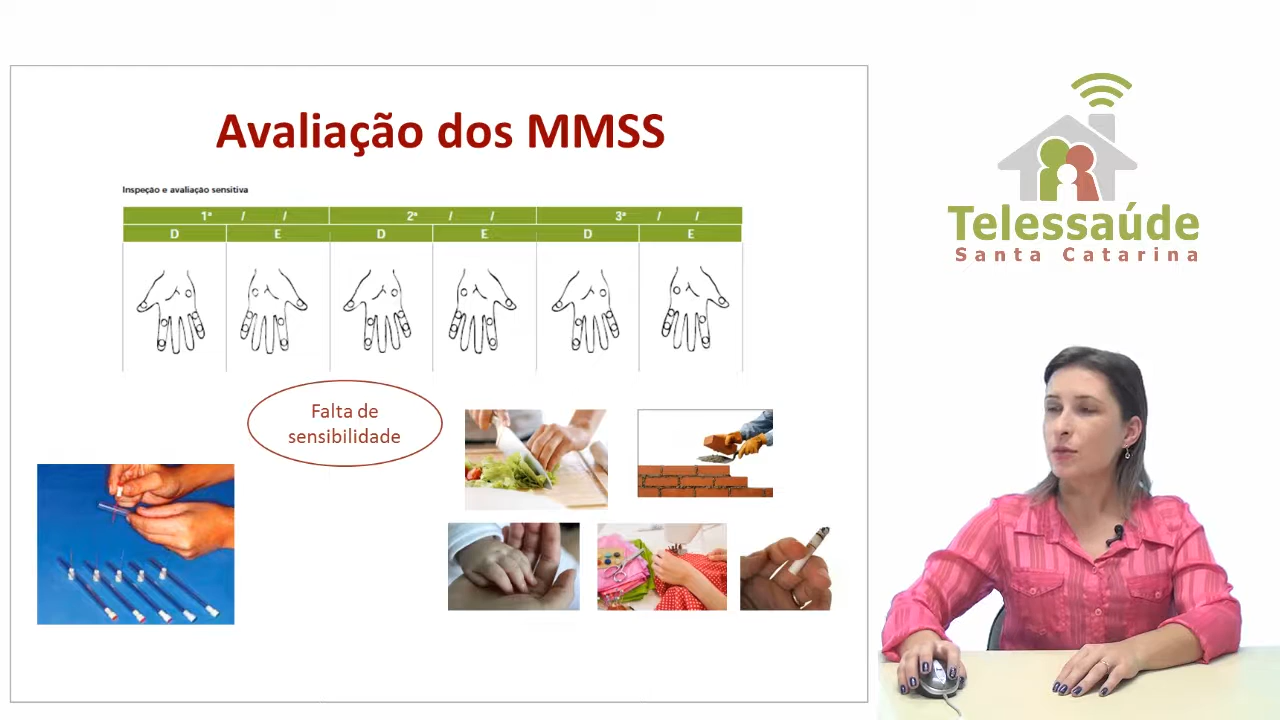 Avaliação dos MMSS
Inspeção e avaliação sensitiva
1ª / / 2ª / / 3ª / /
D E D E D E
Falta de
sensibilidade
Telessaúde
Santa Catarina